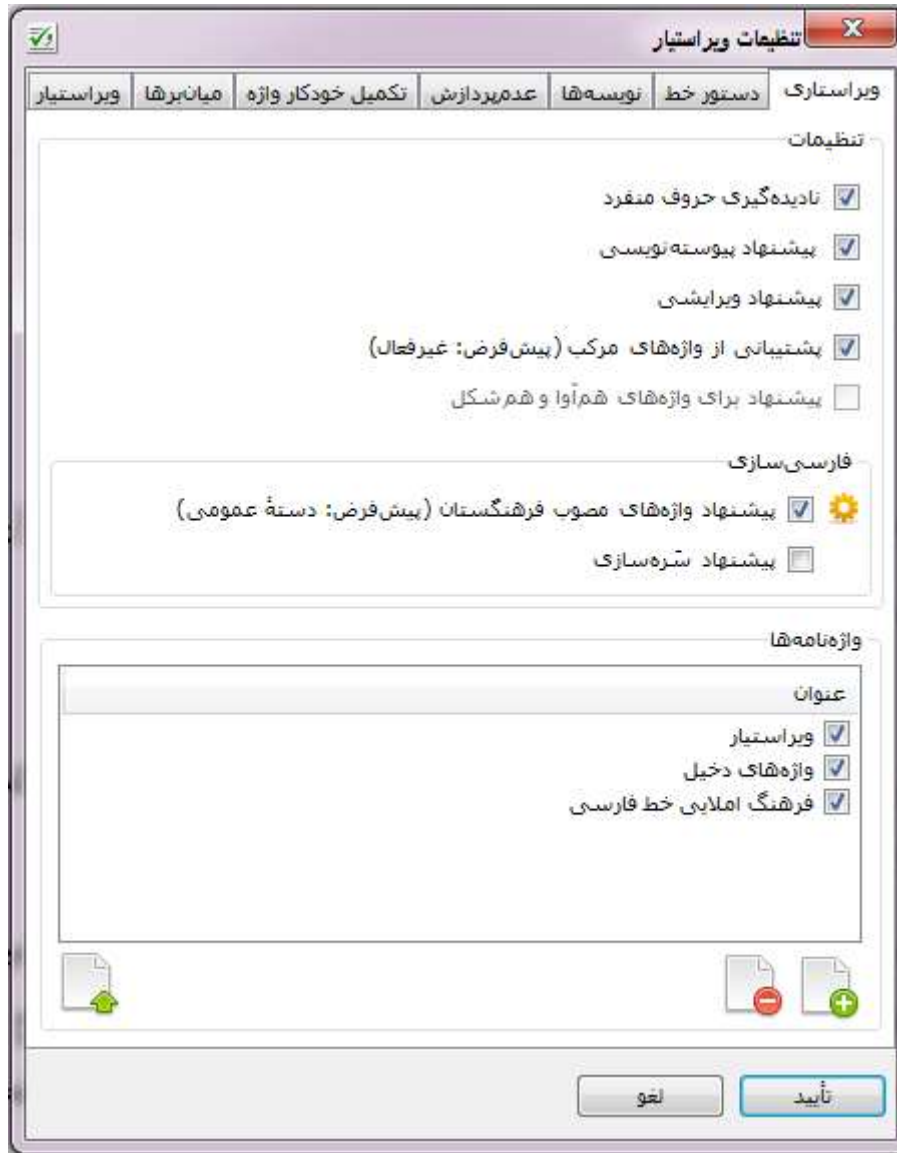 تنظیمات ویراستیار
ویراستاری دستور خط نویسه‌ها عدم‌پردازش تکمیل خودکار واژه میان‌برها ویراستیار
تنظیمات
نادیده‌گیری حروف منفرد
پیشنهاد پیوسته‌نویسی
پیشنهاد ویرایشی
پشتیبانی از واژه‌های مرکب (پیش‌فرض: غیرفعال)
پیشنهاد برای واژه‌های هم‌آوا و هم‌شکل
فارسی‌سازی
پیشنهاد واژه‌های مصوب فرهنگستان (پیش‌فرض: دستهٔ عمومی)
پیشنهاد سَره‌سازی
واژه‌نامه‌ها
عنوان
ویراستیار
واژه‌های دخیل
فرهنگ املایی خط فارسی
تأیید لغو